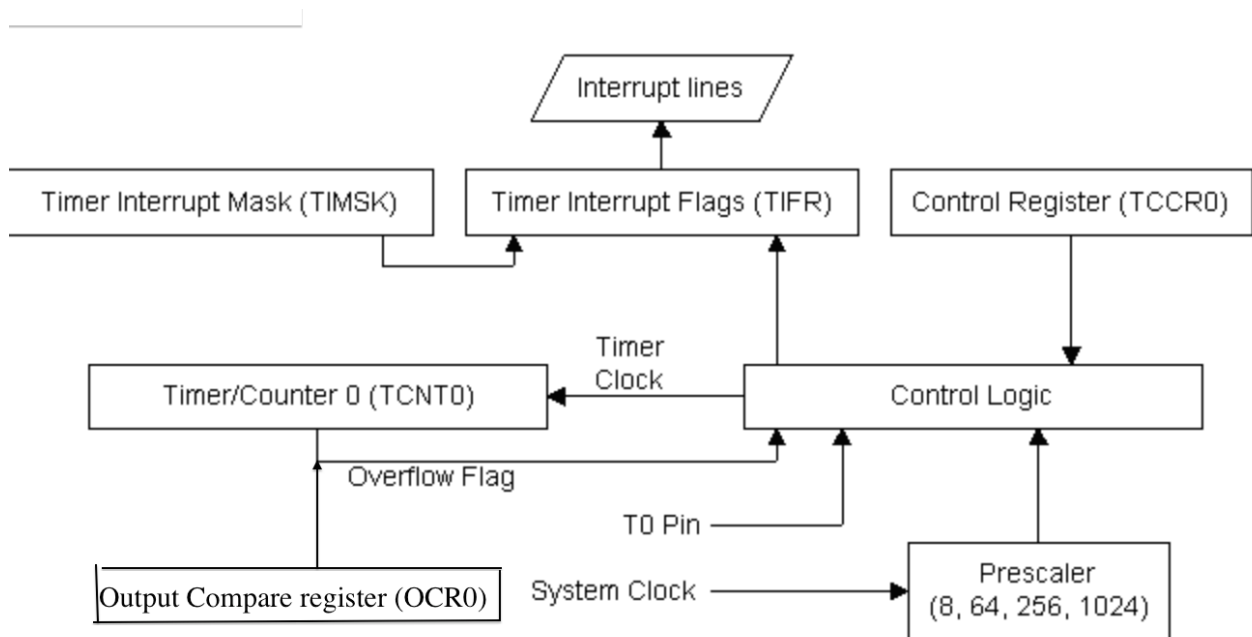 Interrupt lines
Timer Interrupt Mask (TIMSK)
Timer Interrupt Flags (TIFR)
Control Register (TCCR0)
Timer
Clock
Timer/Counter 0 (TCNT0)
Control Logic
Overflow Flag
T0 Pin
Output Compare register (OCR0)
System Clock
Prescaler
(8, 64, 256, 1024)